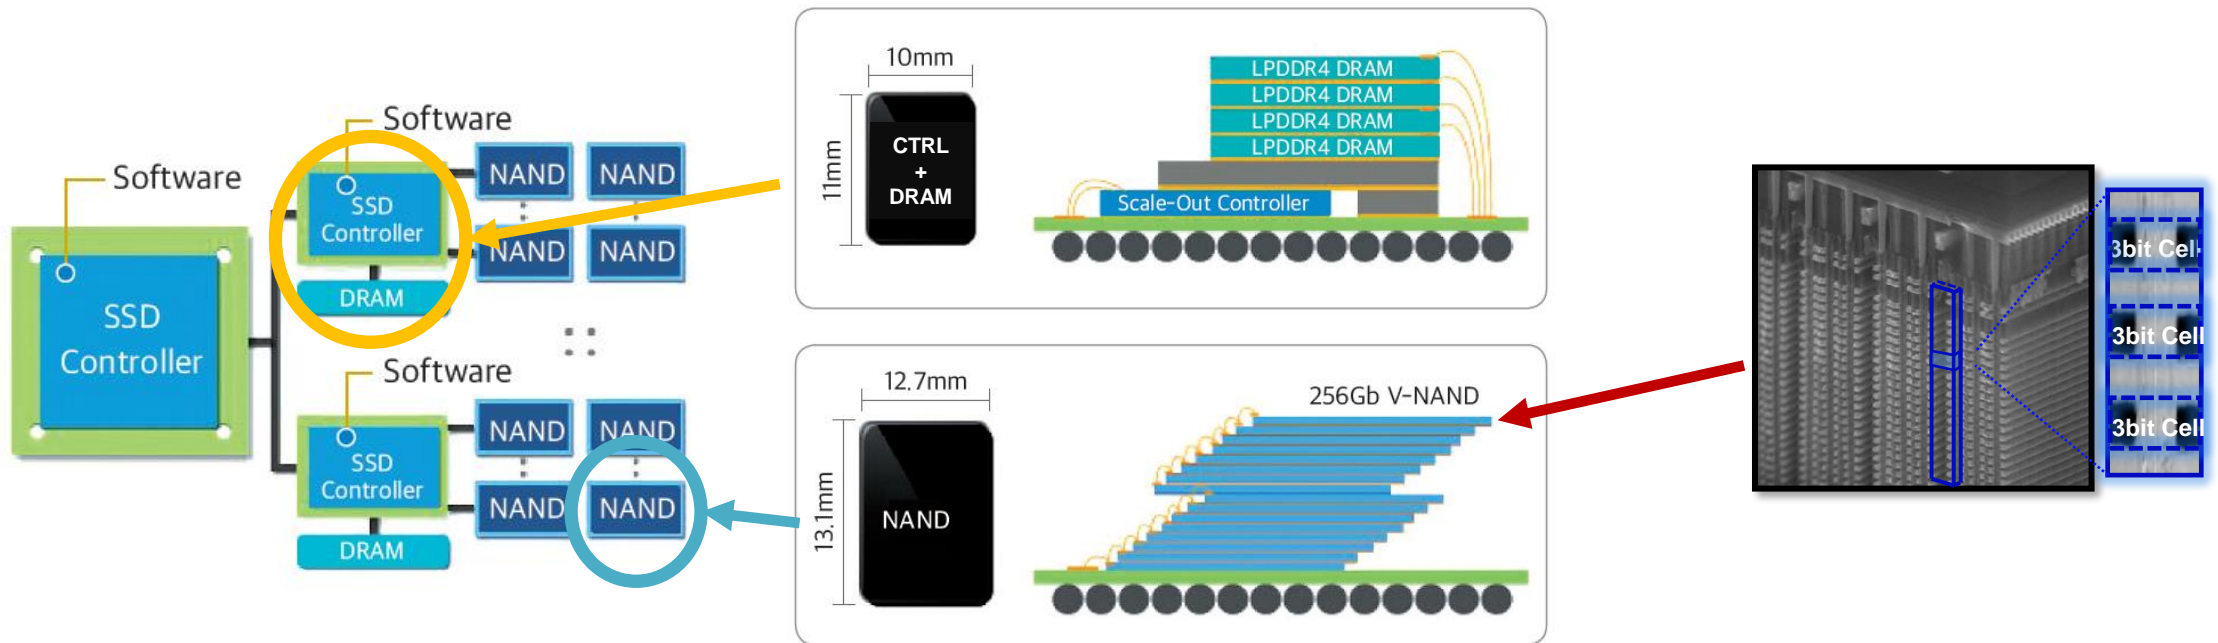 Software
SSD
Controller
Software
SSD
Controller
DRAM
NAND
NAND
NAND
NAND
Software
SSD
Controller
DRAM
NAND
NAND
NAND
NAND
10mm
11mm
CTRL
+
DRAM
LPDDR4 DRAM
LPDDR4 DRAM
LPDDR4 DRAM
LPDDR4 DRAM
Scale-Out Controller
12.7mm
13.1mm
NAND
256Gb V-NAND
3bit Cell
3bit Cell
3bit Cell